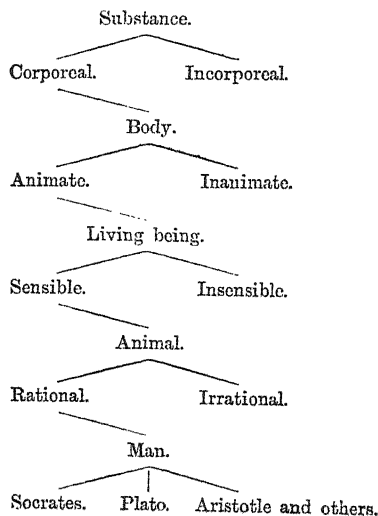 Substance.
Corporeal. Incorporeal.
Body.
Animate. Inanimate.
Living being.
Sensible. Insensible.
Animal.
Rational. Irrational.
Man.
Socrates. Plato. Aristotle and others.